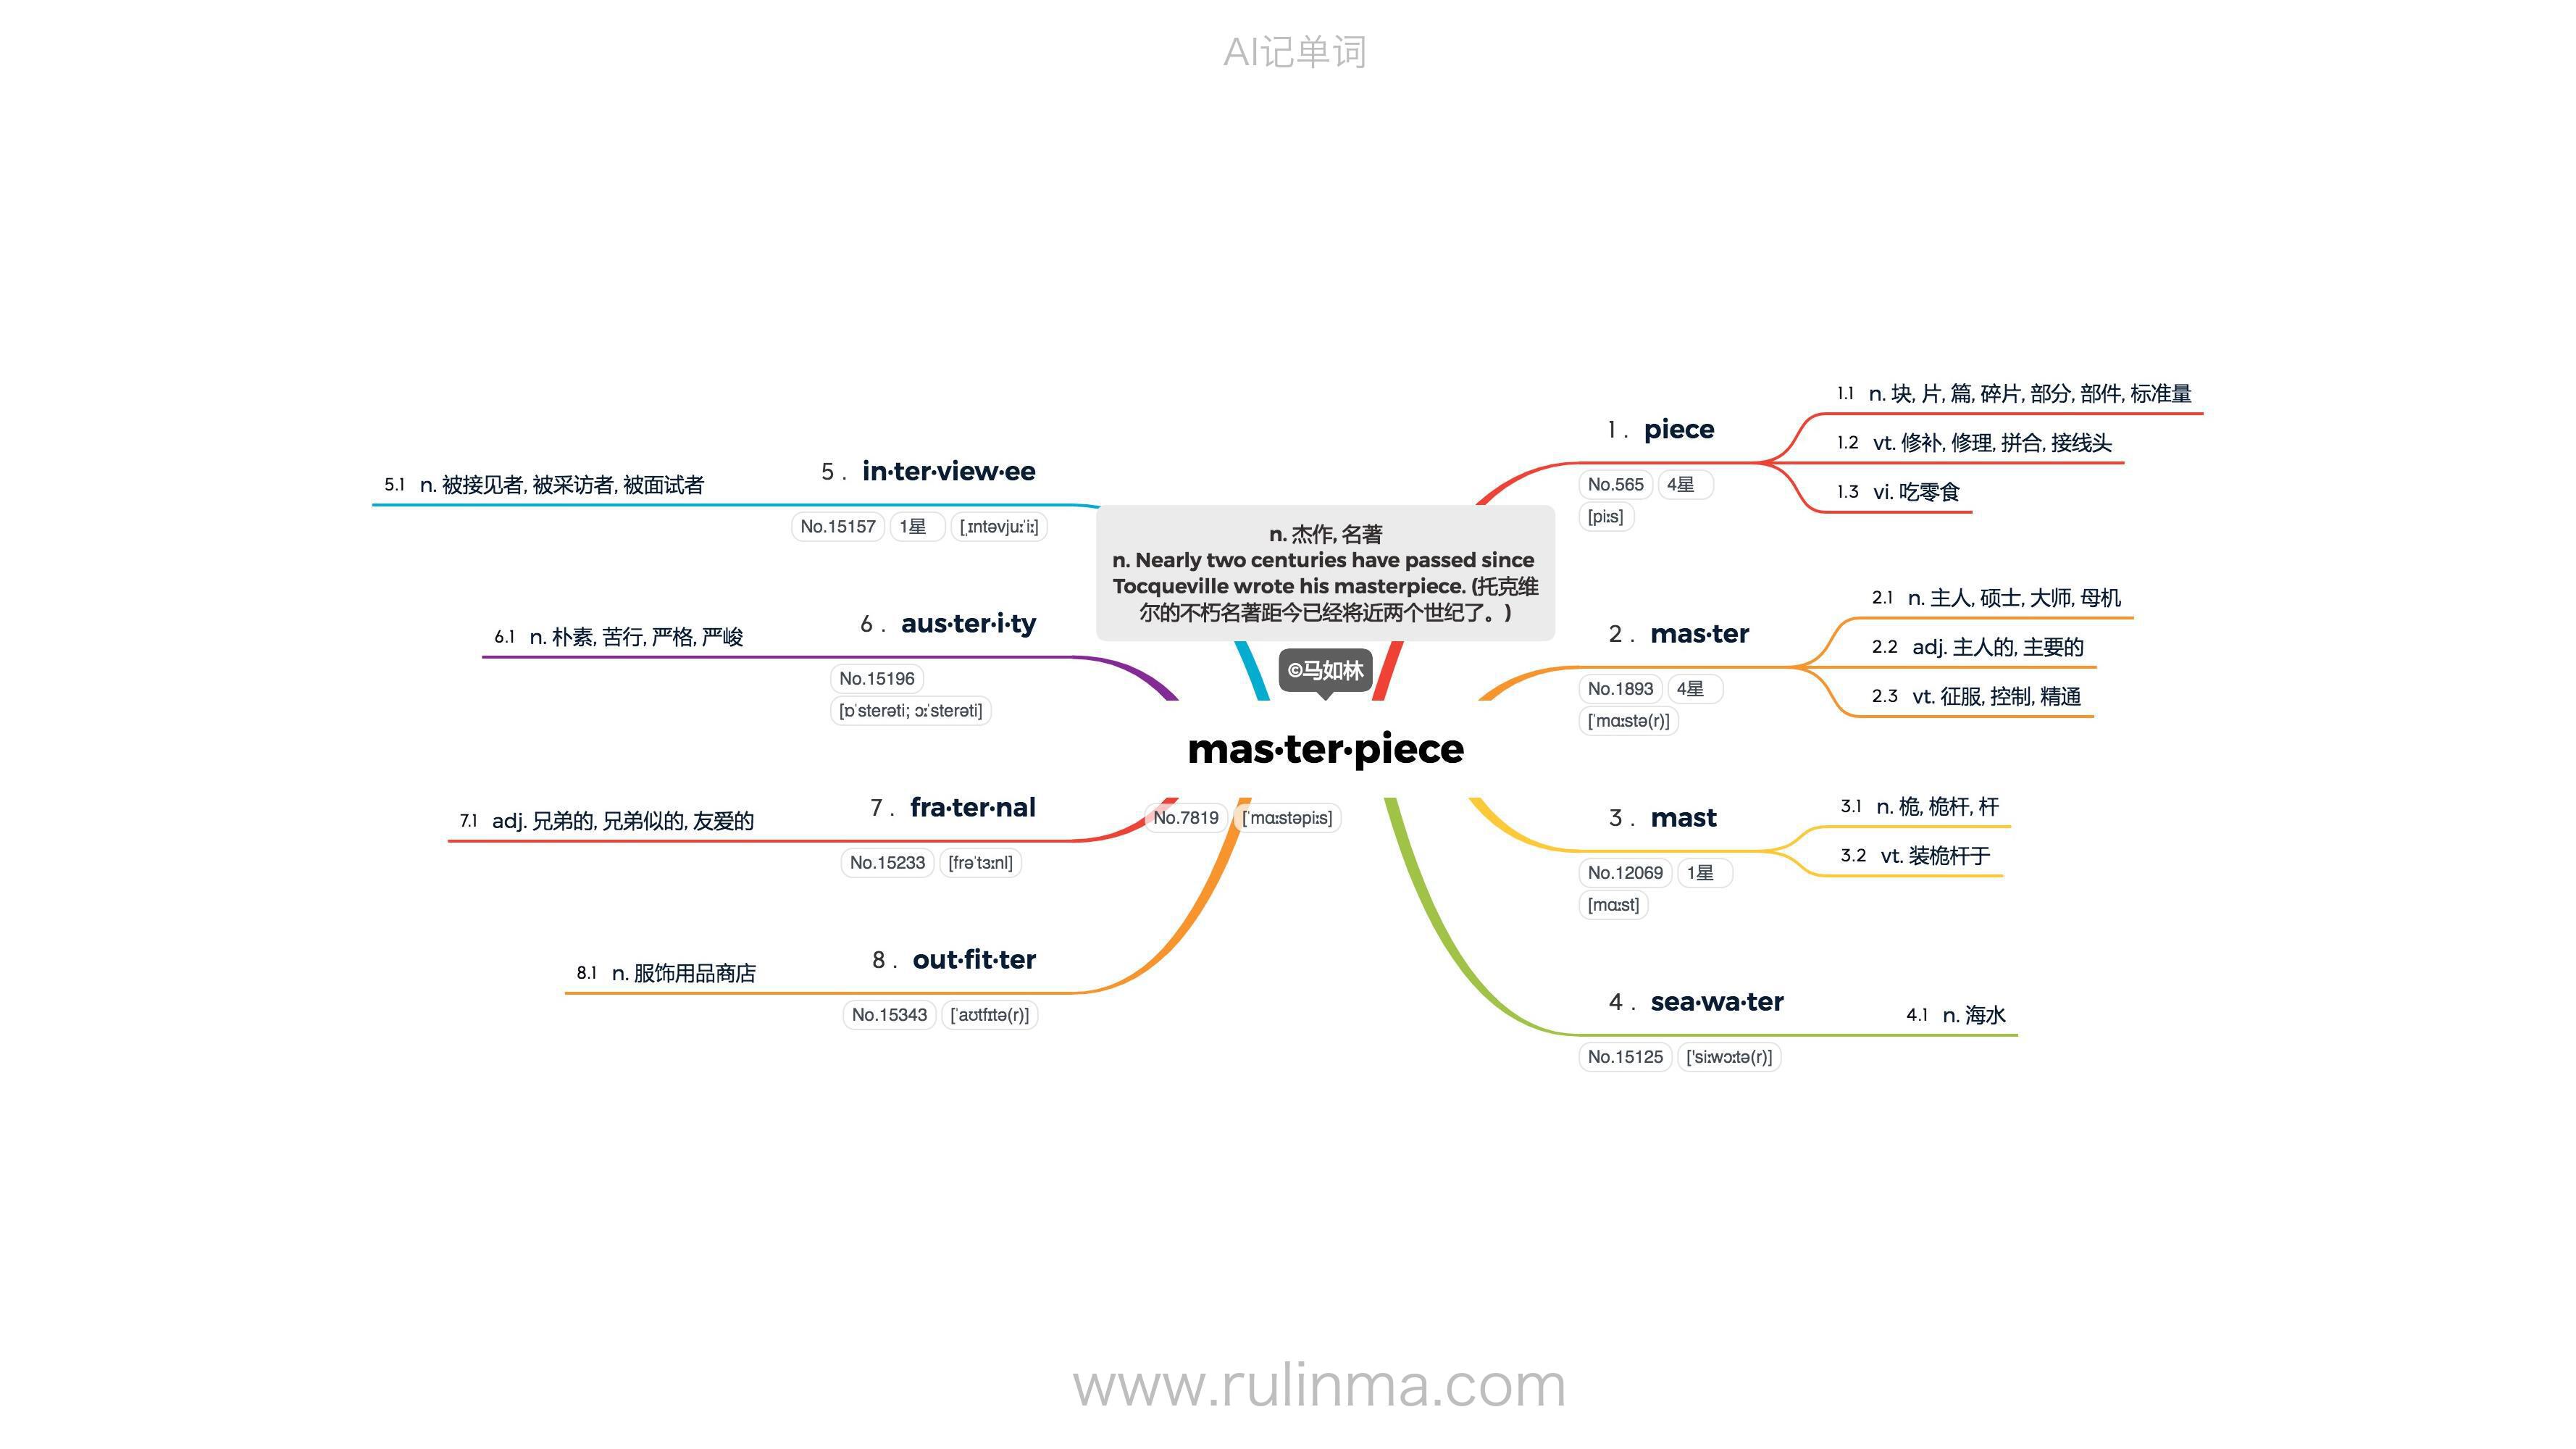 AI记单词
n. 杰作, 名著
n. Nearly two centuries have passed since
Tocqueville wrote his masterpiece. (托克维
尔的不朽名著距今已经将近两个世纪了。)
©马如林
mas·ter·piece
No.7819 [ˈmɑːstəpiːs]
1 . piece
No.565 4星
[piːs]
1.1 n. 块, 片, 篇, 碎片, 部分, 部件, 标准量
1.2 vt. 修补, 修理, 拼合, 接线头
1.3 vi. 吃零食
2 . mas·ter
No.1893 4星
[ˈmɑːstə(r)]
2.1 n. 主人, 硕士, 大师, 母机
2.2 adj. 主人的, 主要的
2.3 vt. 征服, 控制, 精通
3 . mast
No.12069 1星
[mɑːst]
3.1 n. 桅, 桅杆, 杆
3.2 vt. 装桅杆于
4 . sea·wa·ter
No.15125 ['siːwɔːtə(r)]
4.1 n. 海水
5 . in·ter·view·ee
No.15157 1星 [ˌɪntəvjuːˈiː]
5.1 n. 被接见者, 被采访者, 被面试者
6 . aus·ter·i·ty
No.15196
[ɒˈsterəti; ɔːˈsterəti]
6.1 n. 朴素, 苦行, 严格, 严峻
7 . fra·ter·nal
No.15233 [frəˈtɜːnl]
7.1 adj. 兄弟的, 兄弟似的, 友爱的
8 . out·fit·ter
No.15343 [ˈaʊtfɪtə(r)]
8.1 n. 服饰用品商店
www.rulinma.com